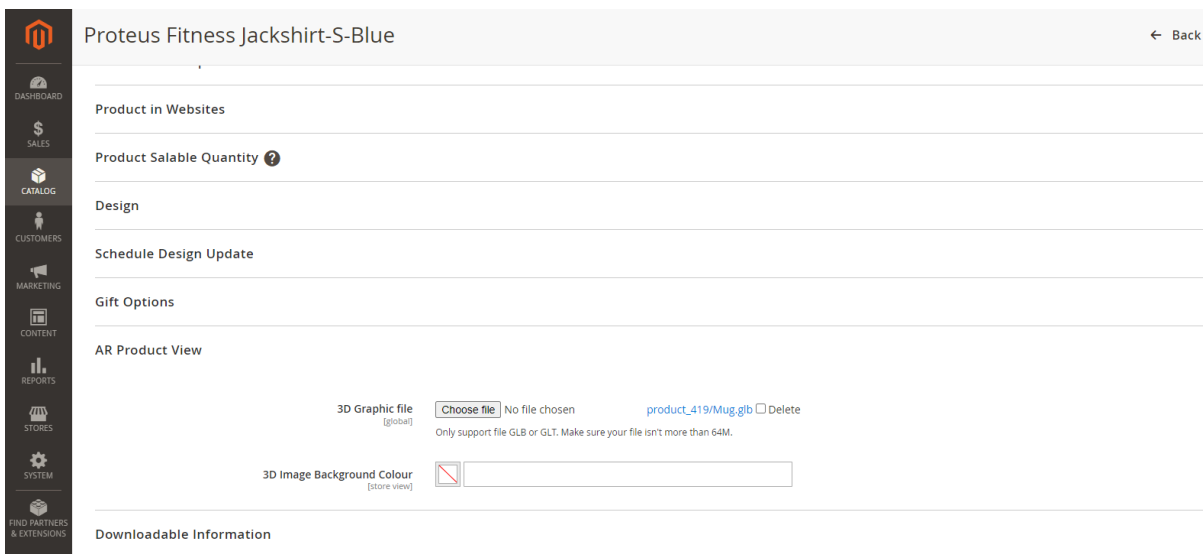 Proteus Fitness Jackshirt-S-Blue
← Back
DASHBOARD
$
SALES
CATALOG
CUSTOMERS
MARKETING
CONTENT
REPORTS
STORES
SYSTEM
FIND PARTNERS
& EXTENSIONS
Product in Websites
Product Salable Quantity ?
Design
Schedule Design Update
Gift Options
AR Product View
3D Graphic file Choose file No file chosen product_419/Mug.glb Delete
[global]
Only support file GLB or GLT. Make sure your file isn't more than 64M.
3D Image Background Colour
[store view]
Downloadable Information